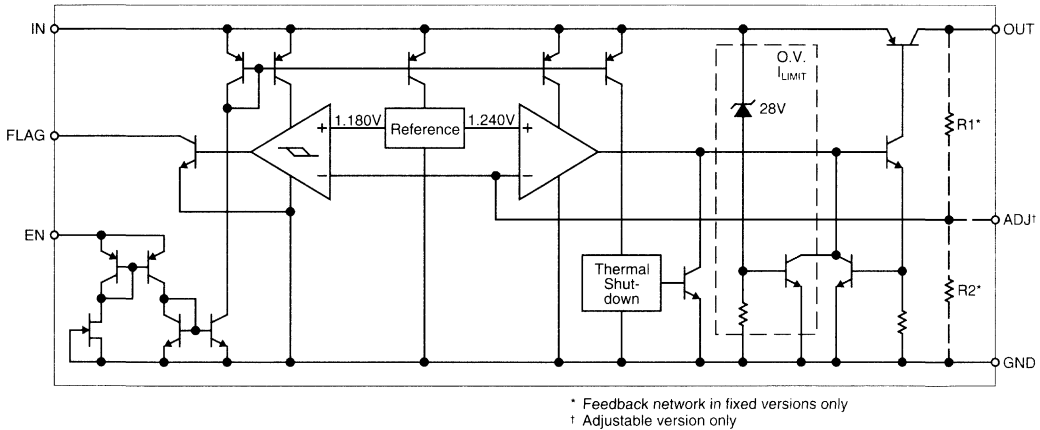 IN
OUT
O.V.
ILIMIT
28V
R1*
FLAG
+
1.180V
Reference
1.240V
+
−
−
ADJ†
EN
Thermal
Shut-
down
R2*
GND
* Feedback network in fixed versions only
† Adjustable version only